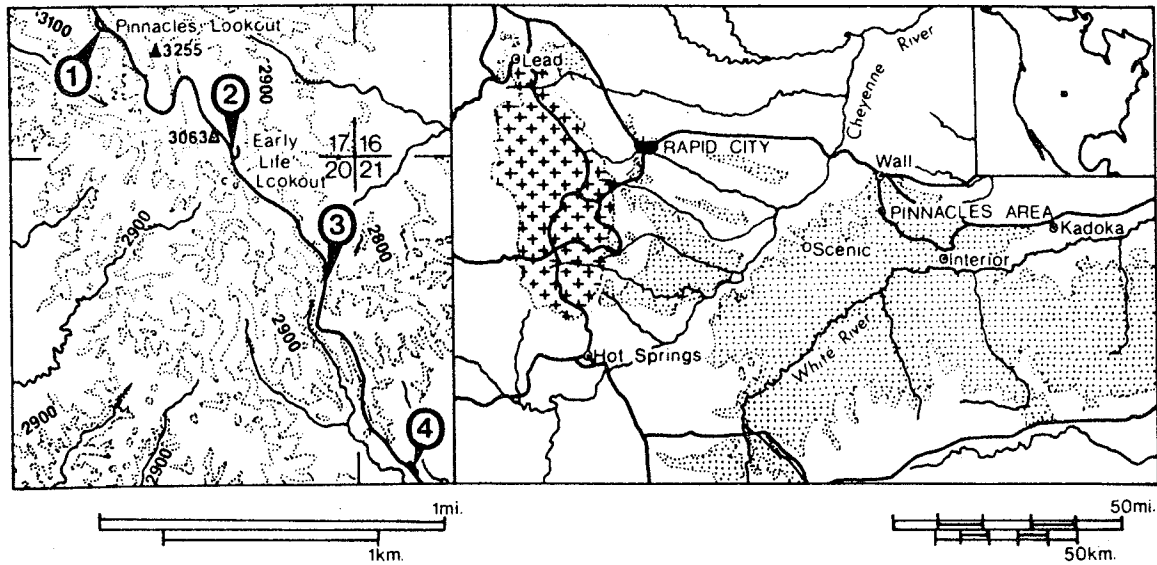 3100
Pinnacles Lookout
3255
1
2900
2
3063
Early
Life
Lookout
17 16
20 21
3
2900
2800
2900
2900
2900
4
1mi.
1km.
Lead
Cheyenne River
RAPID CITY
Wall
PINNACLES AREA
Kadoka
Scenic
Interior
White River
Hot Springs
50mi.
50km.